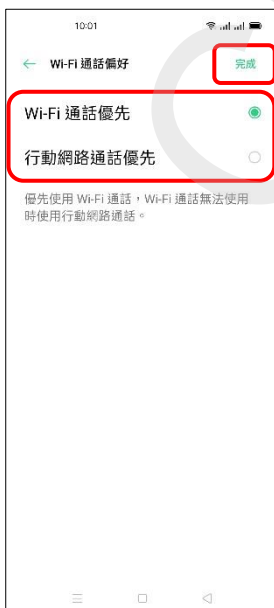 10:01
Wi-Fi 通話偏好
完成
Wi-Fi 通話優先
行動網路通話優先
優先使用 Wi-Fi 通話，Wi-Fi 通話無法使用
時使用行動網路通話。